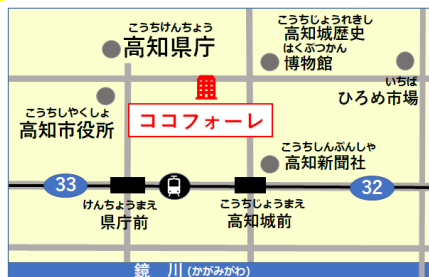 こうちけんちょう
高知県庁
こうちじょうれきし
高知城歴史
はくぶつかん
博物館
いちば
ひろめ市場
こうちしやくしょ
高知市役所
ココフォーレ
こうちしんぶんしゃ
高知新聞社
33
32
けんちょうまえ
県庁前
こうちじょうまえ
高知城前
鏡 川 (かがみがわ)